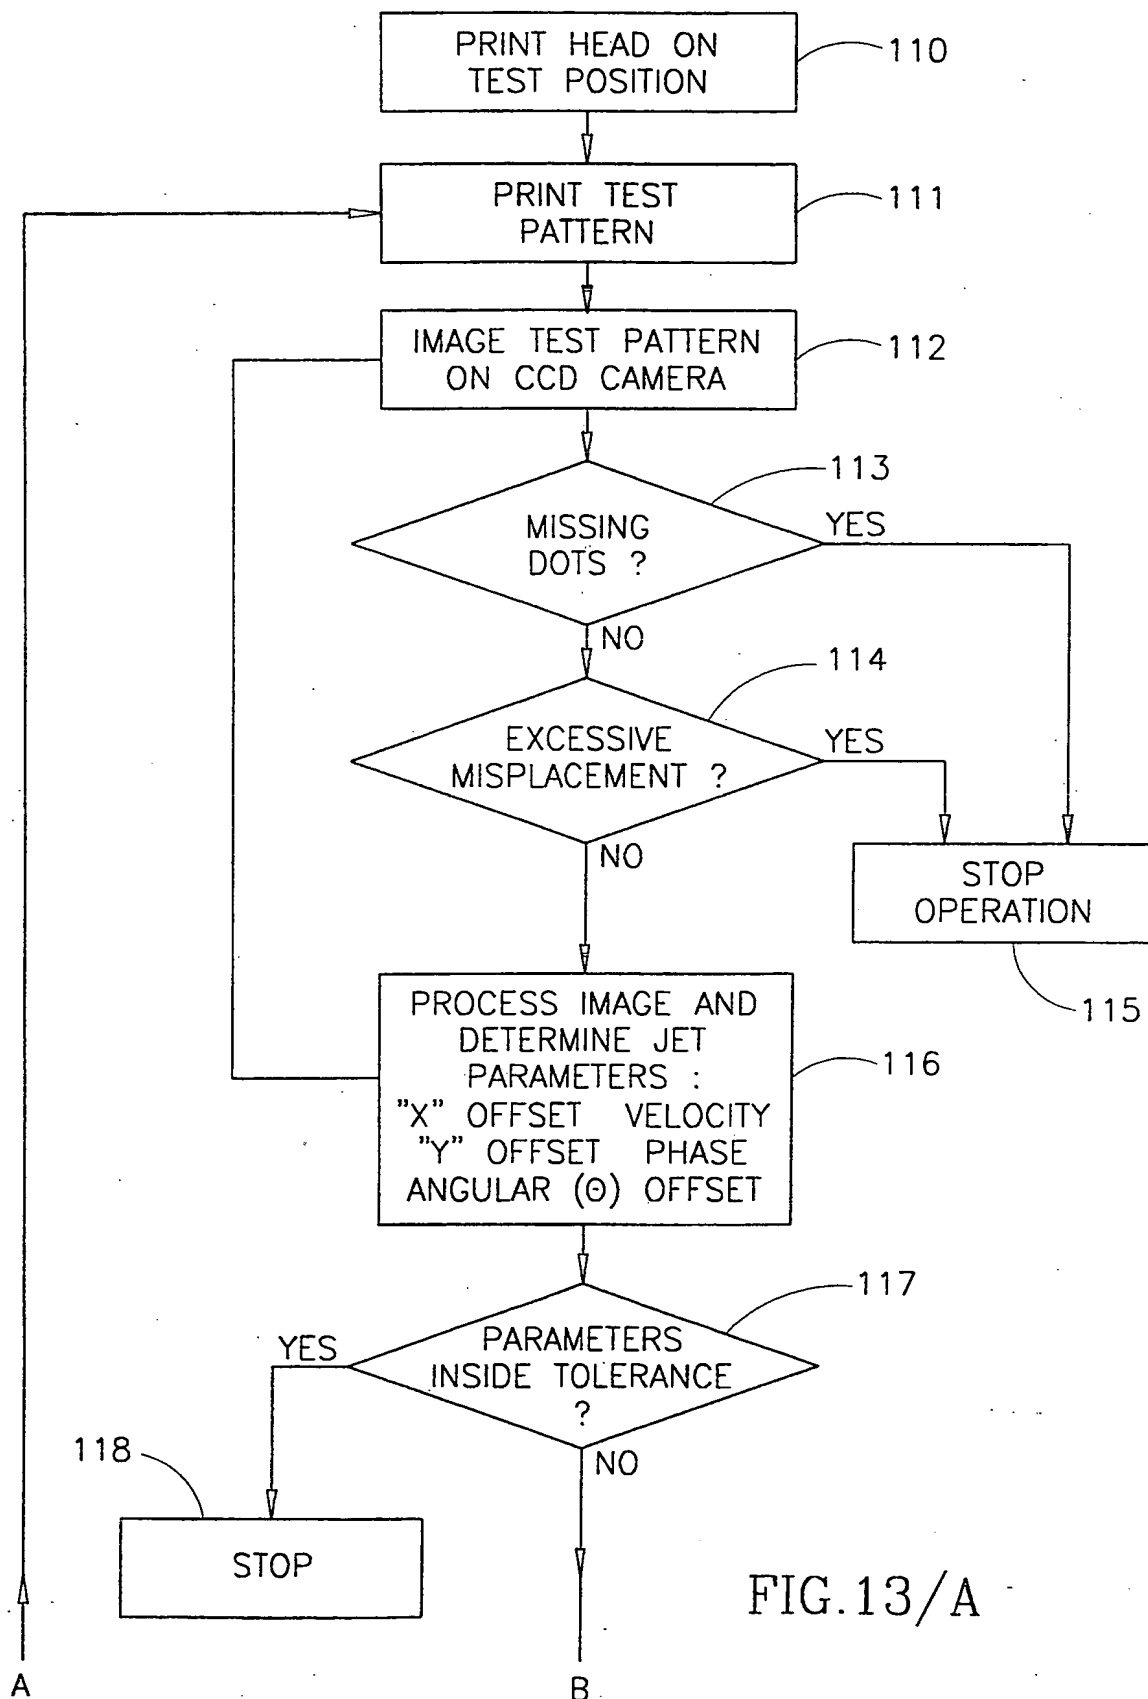 PRINT HEAD ON
TEST POSITION
110
PRINT TEST
PATTERN
111
IMAGE TEST PATTERN
ON CCD CAMERA
112
113
MISSING
DOTS ?
YES
NO
114
EXCESSIVE
MISPLACEMENT ?
YES
NO
STOP
OPERATION
115
PROCESS IMAGE AND
DETERMINE JET
PARAMETERS :
"X" OFFSET VELOCITY
"Y" OFFSET PHASE
ANGULAR (Θ) OFFSET
116
117
PARAMETERS
INSIDE TOLERANCE
?
YES
NO
118
STOP
FIG.13/A
A
B